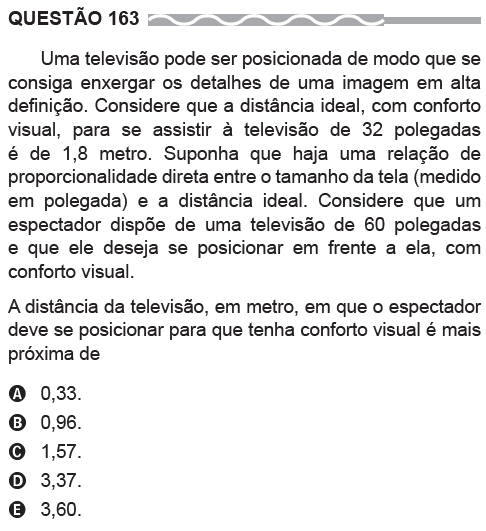 QUESTÃO 163
Uma televisão pode ser posicionada de modo que se
consiga enxergar os detalhes de uma imagem em alta
definição. Considere que a distância ideal, com conforto
visual, para se assistir à televisão de 32 polegadas
é de 1,8 metro. Suponha que haja uma relação de
proporcionalidade direta entre o tamanho da tela (medido
em polegada) e a distância ideal. Considere que um
espectador dispõe de uma televisão de 60 polegadas
e que ele deseja se posicionar em frente a ela, com
conforto visual.
A distância da televisão, em metro, em que o espectador
deve se posicionar para que tenha conforto visual é mais
próxima de
A 0,33.
B 0,96.
C 1,57.
D 3,37.
E 3,60.